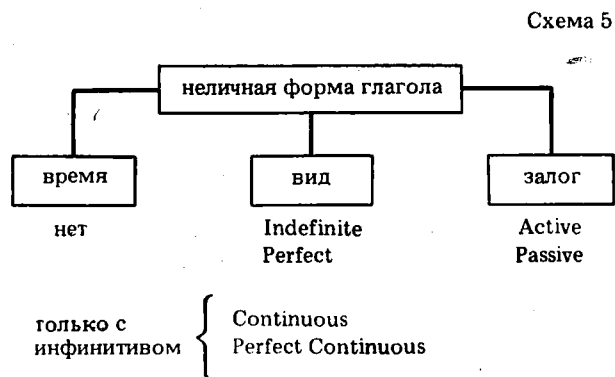 Схема 5
неличная форма глагола
время вид залог
нет Indefinite Active
Perfect Passive
только с Continuous
инфинитивом Perfect Continuous